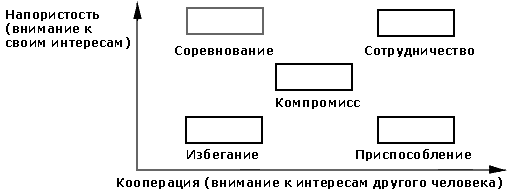 Напористость
(внимание к
своим интересам)
Соревнование
Сотрудничество
Компромисс
Избегание
Приспособление
Кооперация (внимание к интересам другого человека)